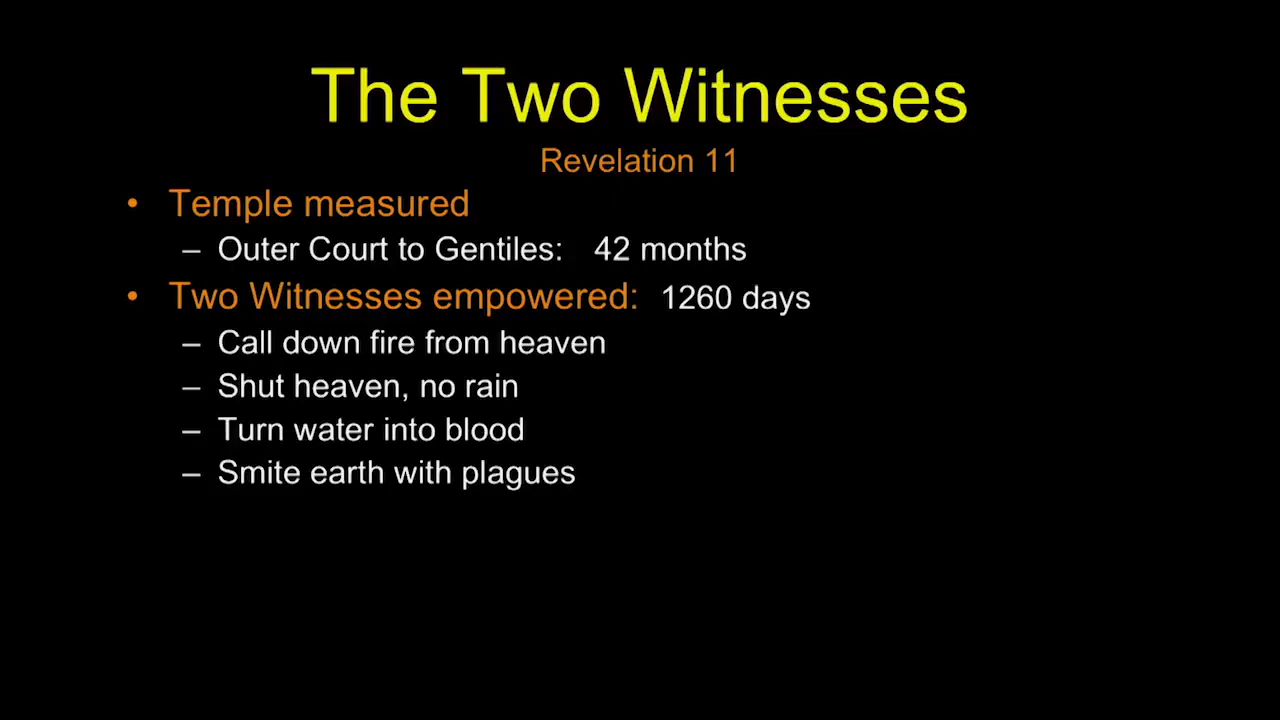 The Two Witnesses
Revelation 11
• Temple measured
– Outer Court to Gentiles: 42 months
• Two Witnesses empowered: 1260 days
– Call down fire from heaven
– Shut heaven, no rain
– Turn water into blood
– Smite earth with plagues